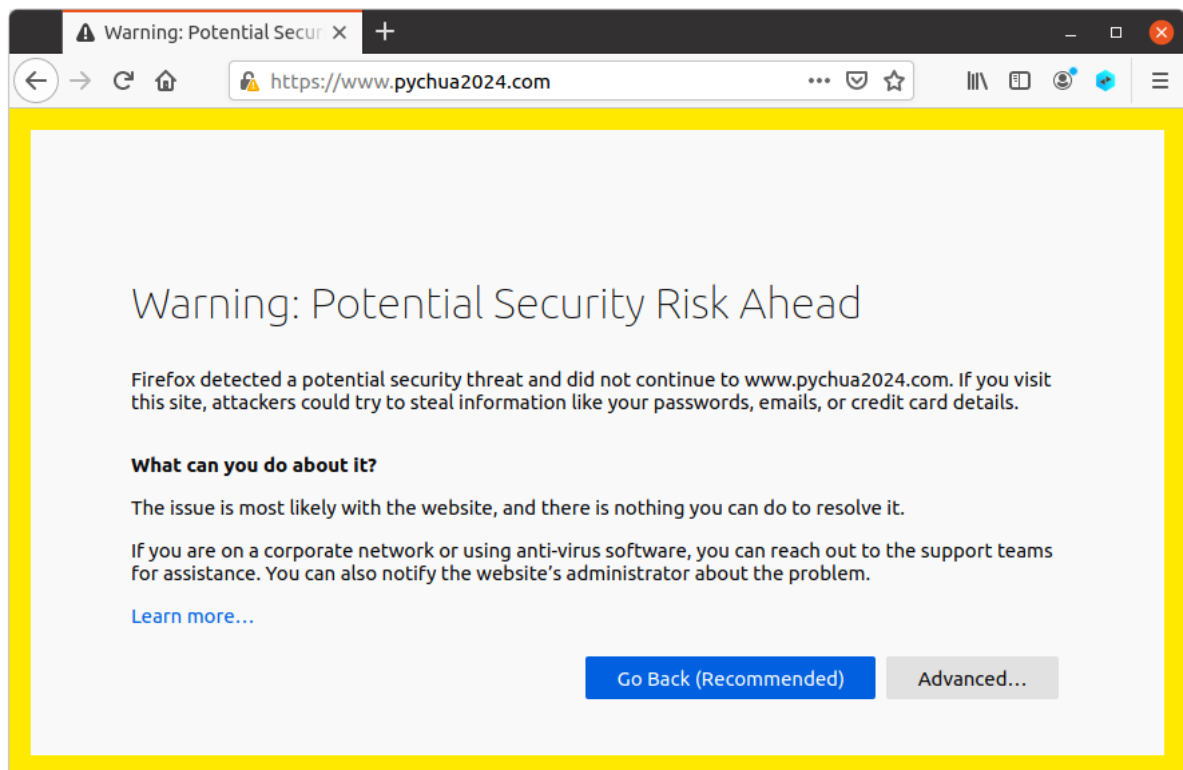 Warning: Potential Secur
https://www.pychua2024.com
Warning: Potential Security Risk Ahead
Firefox detected a potential security threat and did not continue to www.pychua2024.com. If you visit
this site, attackers could try to steal information like your passwords, emails, or credit card details.
What can you do about it?
The issue is most likely with the website, and there is nothing you can do to resolve it.
If you are on a corporate network or using anti-virus software, you can reach out to the support teams
for assistance. You can also notify the website’s administrator about the problem.
Learn more…
Go Back (Recommended) Advanced…